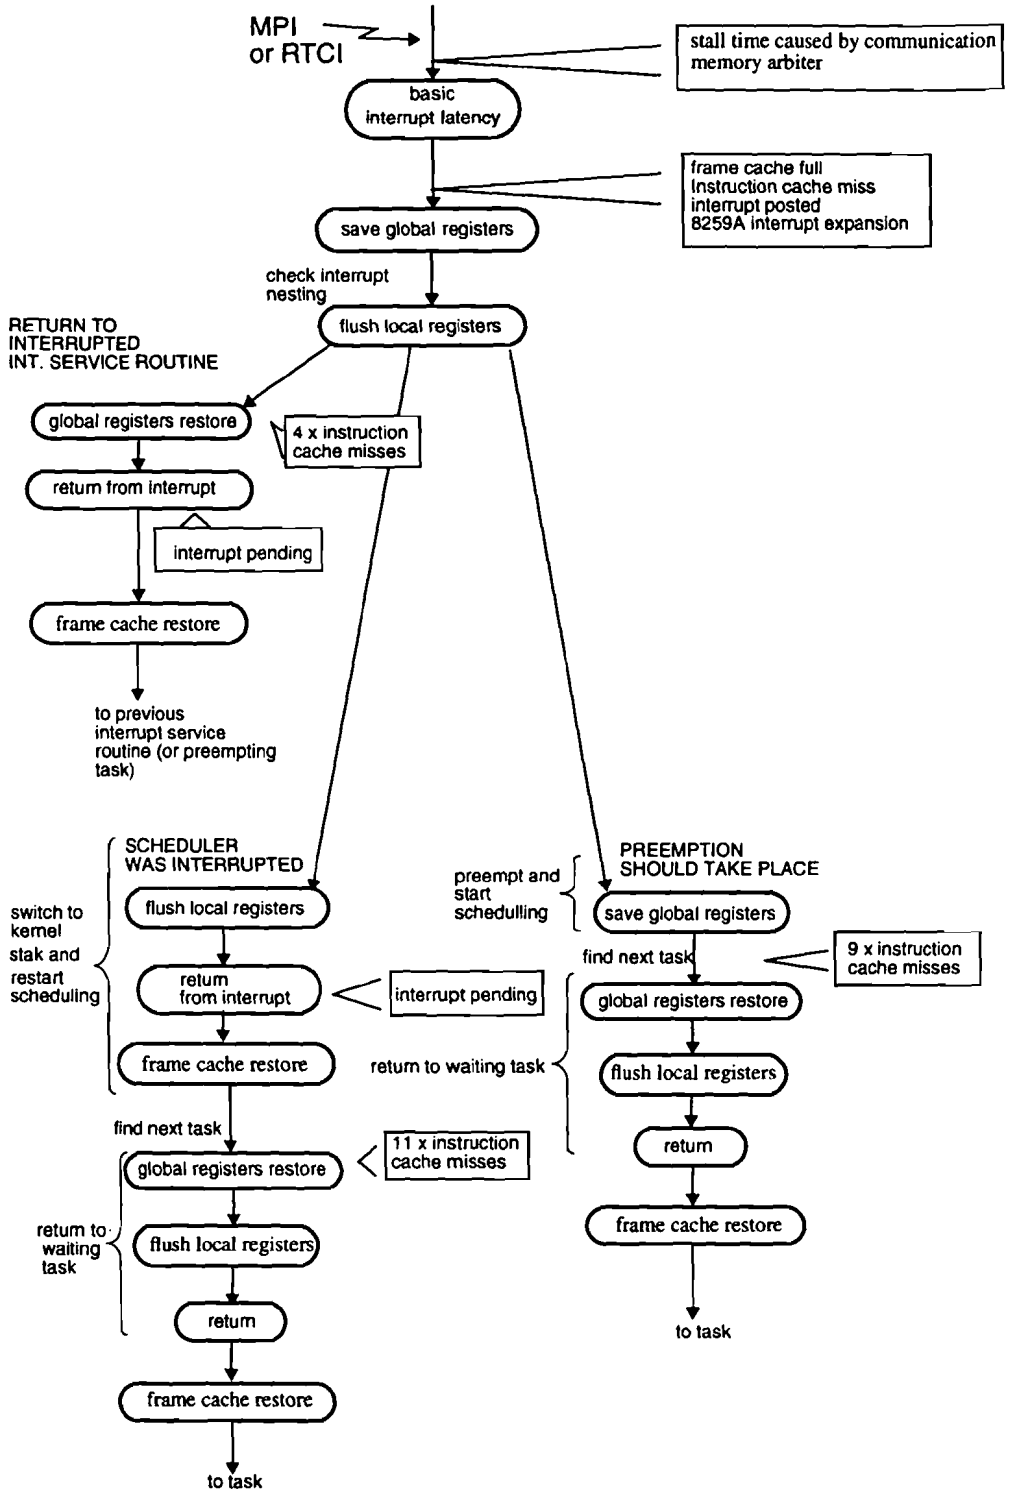 MPI
or RTCI
stall time caused by communication
memory arbiter
basic
interrupt latency
frame cache full
Instruction cache miss
interrupt posted
8259A interrupt expansion
save global registers
check interrupt
nesting
flush local registers
RETURN TO
INTERRUPTED
INT. SERVICE ROUTINE
global registers restore
4 x instruction
cache misses
return from interrupt
interrupt pending
frame cache restore
to previous
interrupt service
routine (or preempting
task)
SCHEDULER
WAS INTERRUPTED
switch to
kernel
stak and
restart
scheduling
flush local registers
return
from interrupt
interrupt pending
frame cache restore
find next task
11 x instruction
cache misses
global registers restore
return to
waiting
task
flush local registers
return
frame cache restore
to task
PREEMPTION
SHOULD TAKE PLACE
preempt and
start
schedulling
save global registers
find next task
9 x instruction
cache misses
global registers restore
return to waiting task
flush local registers
return
frame cache restore
to task